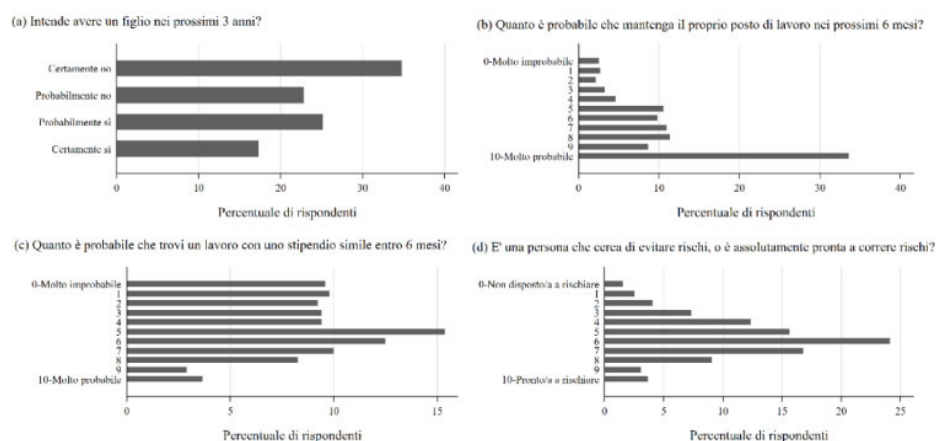 (a) Intende avere un figlio nei prossimi 3 anni?
Certamente no
Probabilmente no
Probabilmente sì
Certamente sì
0 10 20 30 40
Percentuale di rispondenti
(b) Quanto è probabile che mantenga il proprio posto di lavoro nei prossimi 6 mesi?
0-Molto improbabile
1
2
3
4
5
6
7
8
9
10-Molto probabile
0 10 20 30 40
Percentuale di rispondenti
(c) Quanto è probabile che trovi un lavoro con uno stipendio simile entro 6 mesi?
0-Molto improbabile
1
2
3
4
5
6
7
8
9
10-Molto probabile
0 5 10 15
Percentuale di rispondenti
(d) E' una persona che cerca di evitare rischi, o è assolutamente pronta a correre rischi?
0-Non disposto/a a rischiare
1
2
3
4
5
6
7
8
9
10-Pronto/a a rischiare
0 5 10 15 20 25
Percentuale di rispondenti